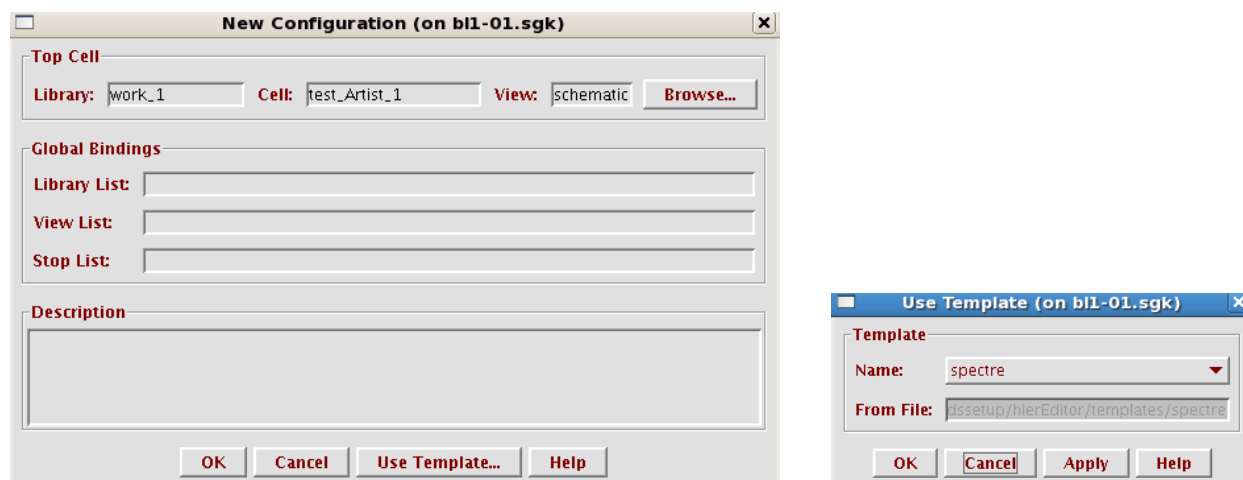 New Configuration (on bl1-01.sgk)
Top Cell
Library: work_1 Cell: test_Artist_1 View: schematic Browse...
Global Bindings
Library List:
View List:
Stop List:
Description
OK Cancel Use Template... Help
Use Template (on bl1-01.sgk)
Template
Name: spectre
From File: dssetup/hierEditor/templates/spectre
OK Cancel Apply Help